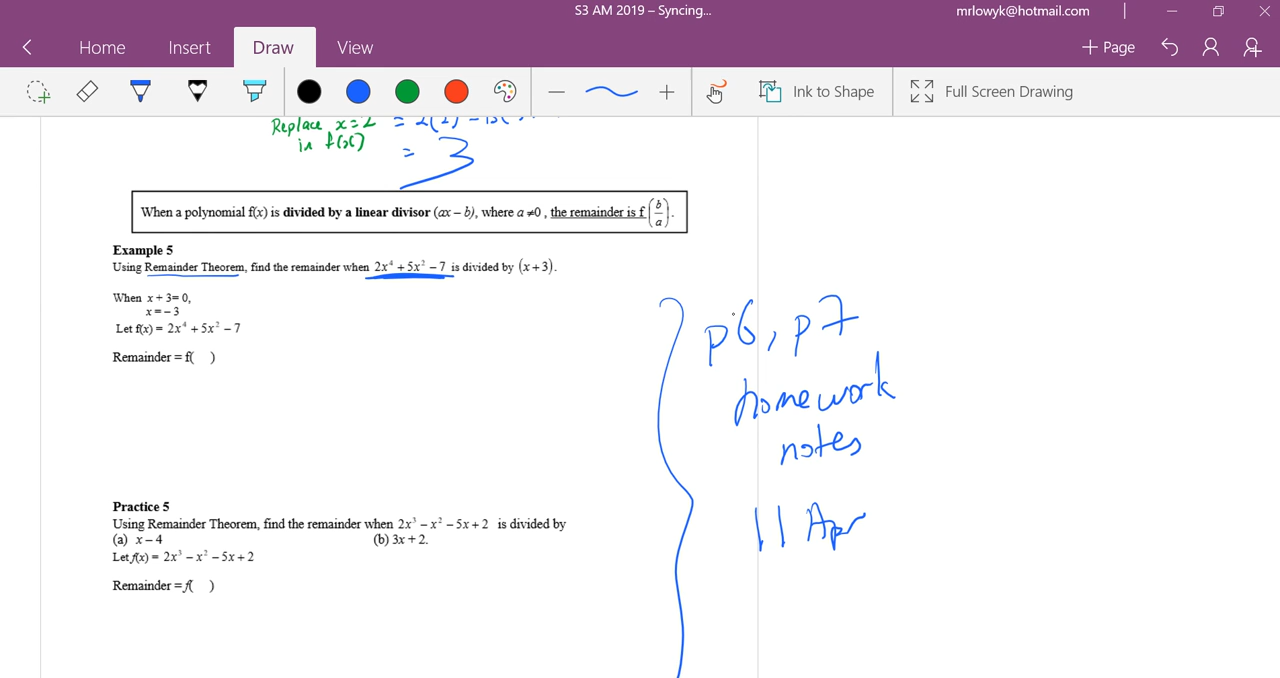 S3 AM 2019 – Syncing...
mrlowyk@hotmail.com
Home Insert Draw View
Page
Ink to Shape
Full Screen Drawing
Replace x = 2
in f(x)
= 3
When a polynomial f(x) is divided by a linear divisor (ax – b), where a ≠0 , the remainder is f(b/a).
Example 5
Using Remainder Theorem, find the remainder when 2x⁴ + 5x² – 7 is divided by (x + 3).
When x + 3= 0,
x = – 3
Let f(x) = 2x⁴ + 5x² – 7
Remainder = f( )
p6, p7
homework
notes
11 Apr
Practice 5
Using Remainder Theorem, find the remainder when 2x³ – x² – 5x + 2 is divided by
(a) x – 4 (b) 3x + 2.
Let f(x) = 2x³ – x² – 5x + 2
Remainder = f( )